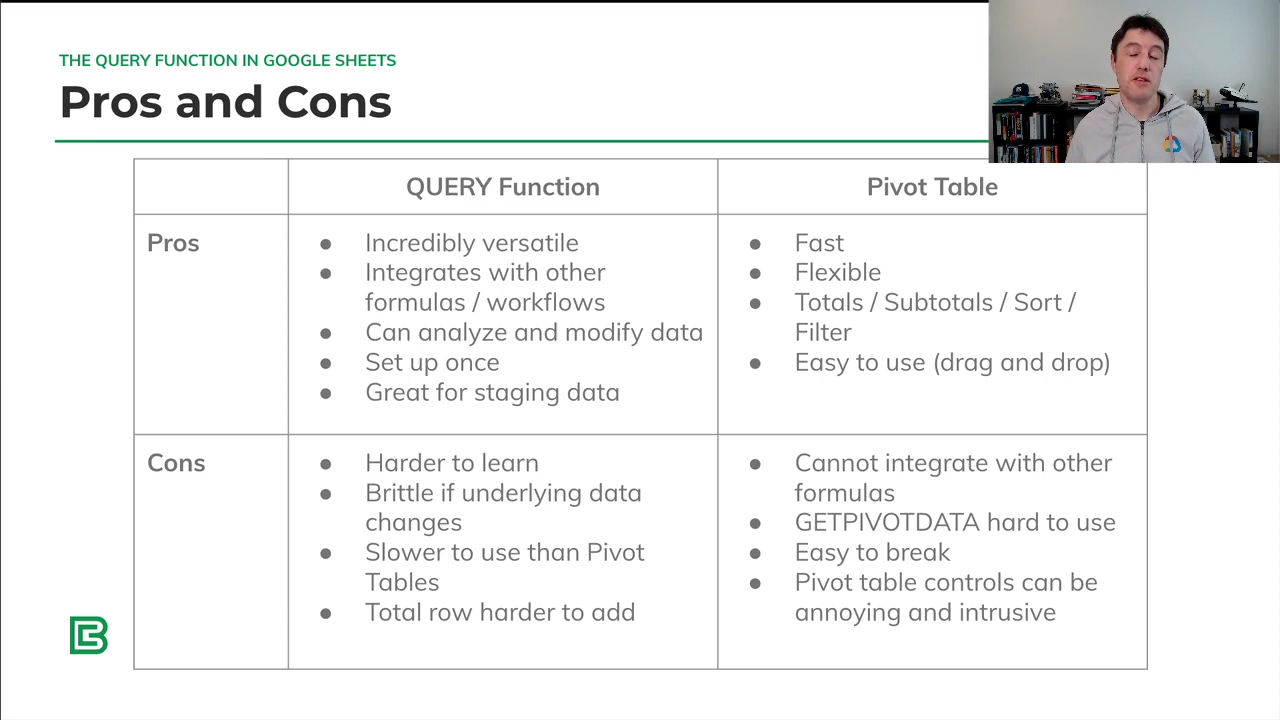 THE QUERY FUNCTION IN GOOGLE SHEETS
Pros and Cons
QUERY Function
Pivot Table
Pros
● Incredibly versatile
● Integrates with other
formulas / workflows
● Can analyze and modify data
● Set up once
● Great for staging data
● Fast
● Flexible
● Totals / Subtotals / Sort /
Filter
● Easy to use (drag and drop)
Cons
● Harder to learn
● Brittle if underlying data
changes
● Slower to use than Pivot
Tables
● Total row harder to add
● Cannot integrate with other
formulas
● GETPIVOTDATA hard to use
● Easy to break
● Pivot table controls can be
annoying and intrusive